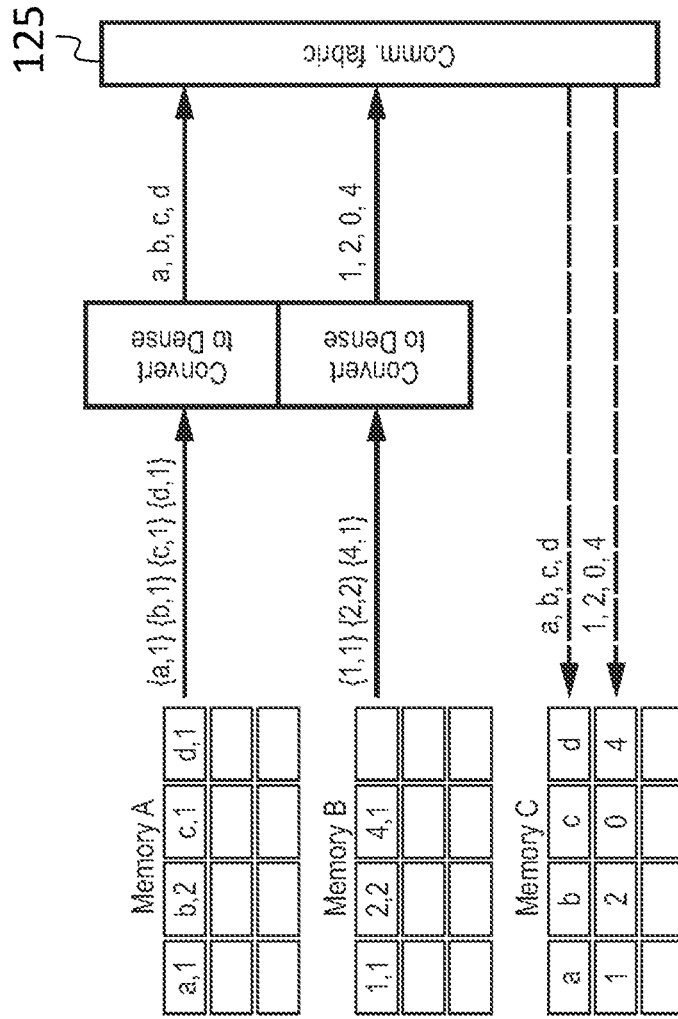 125
Comm. fabric
a, b, c, d
1, 2, 0, 4
Convert
to Dense
Convert
to Dense
{a,1} {b,1} {c,1} {d,1}
{1,1} {2,2} {4,1}
a, b, c, d
1, 2, 0, 4
Memory A
a,1 b,2 c,1 d,1
Memory B
1,1 2,2 4,1
Memory C
a b c d
1 2 0 4